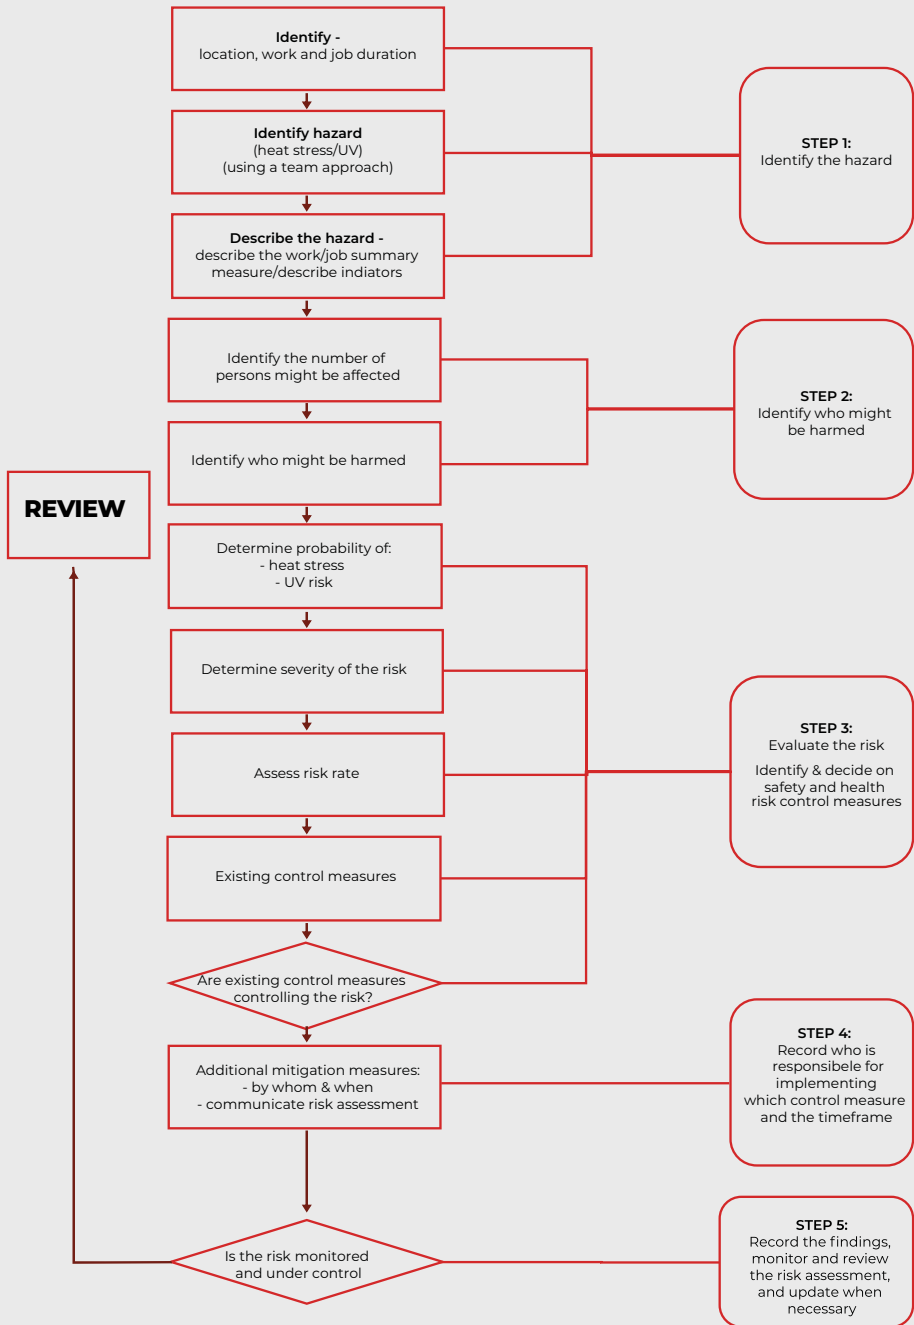 Identify -
location, work and job duration
Identify hazard
(heat stress/UV)
(using a team approach)
Describe the hazard -
describe the work/job summary
measure/describe indiators
STEP 1:
Identify the hazard
Identify the number of
persons might be affected
Identify who might be harmed
STEP 2:
Identify who might
be harmed
REVIEW
Determine probability of:
- heat stress
- UV risk
Determine severity of the risk
Assess risk rate
Existing control measures
Are existing control measures
controlling the risk?
STEP 3:
Evaluate the risk
Identify & decide on
safety and health
risk control measures
Additional mitigation measures:
- by whom & when
- communicate risk assessment
STEP 4:
Record who is
responsibele for
implementing
which control measure
and the timeframe
Is the risk monitored
and under control
STEP 5:
Record the findings,
monitor and review
the risk assessment,
and update when
necessary